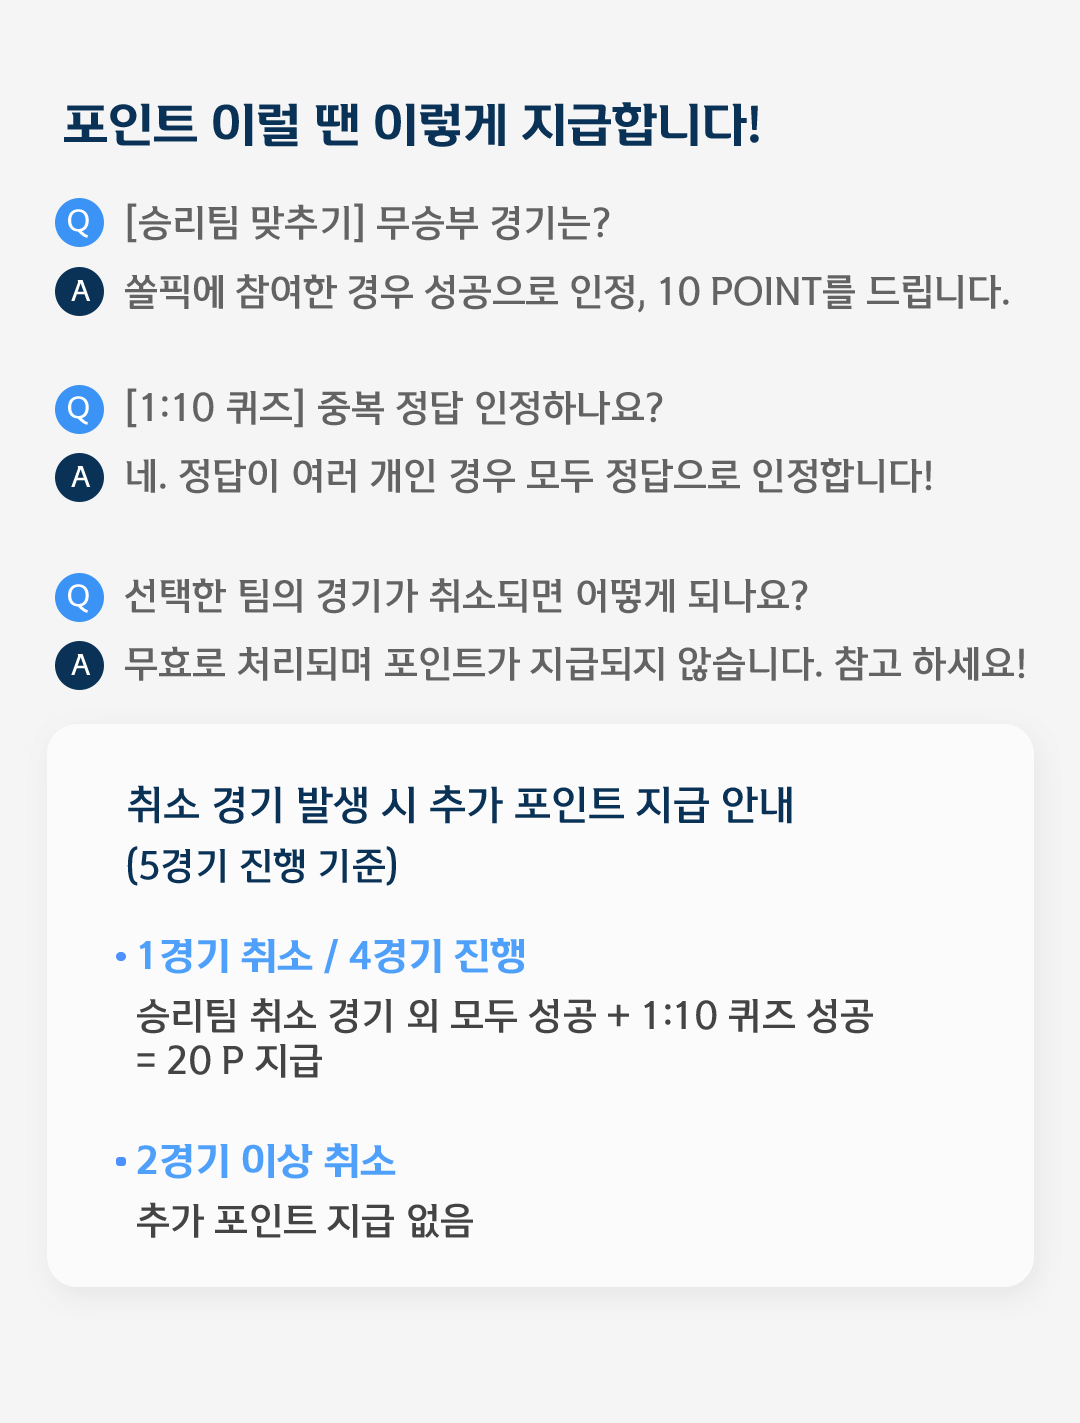 포인트 이럴 땐 이렇게 지급합니다!
Q [승리팀 맞추기] 무승부 경기는?
A 쏠픽에 참여한 경우 성공으로 인정, 10 POINT를 드립니다.
Q [1:10 퀴즈] 중복 정답 인정하나요?
A 네. 정답이 여러 개인 경우 모두 정답으로 인정합니다!
Q 선택한 팀의 경기가 취소되면 어떻게 되나요?
A 무효로 처리되며 포인트가 지급되지 않습니다. 참고 하세요!
취소 경기 발생 시 추가 포인트 지급 안내
(5경기 진행 기준)
• 1경기 취소 / 4경기 진행
승리팀 취소 경기 외 모두 성공 + 1:10 퀴즈 성공
= 20 P 지급
• 2경기 이상 취소
추가 포인트 지급 없음